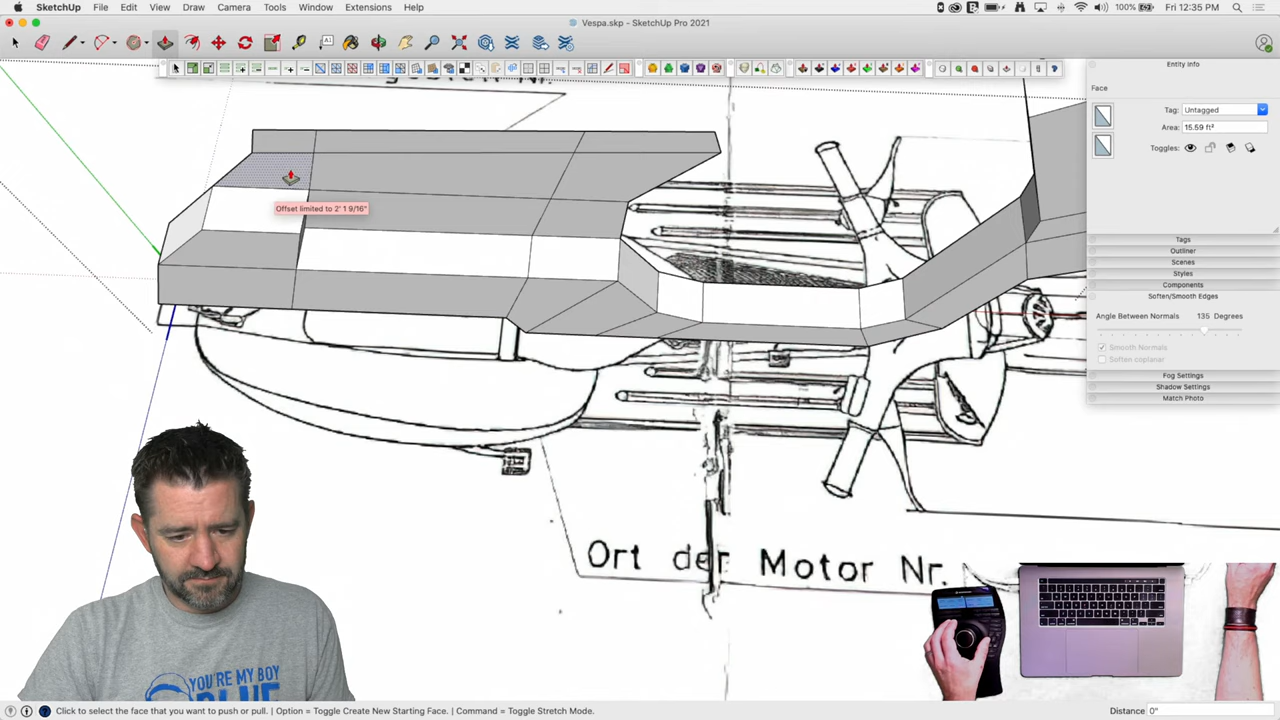 SketchUp File Edit View Draw Camera Tools Window Extensions Help
100% Fri 12:35 PM
Vespa.skp - SketchUp Pro 2021
Entity Info
Face
Tag: Untagged
Area: 15.59 ft²
Toggles:
Offset limited to 2' 1 9/16"
Tags
Outliner
Scenes
Styles
Components
Soften/Smooth Edges
Angle Between Normals 135 Degrees
Smooth Normals
Soften coplanar
Fog Settings
Shadow Settings
Match Photo
Ort der Motor Nr.
YOU'RE MY BOY
BLUE
Click to select the face that you want to push or pull. | Option = Toggle Create New Starting Face. | Command = Toggle Stretch Mode.
Distance 0"